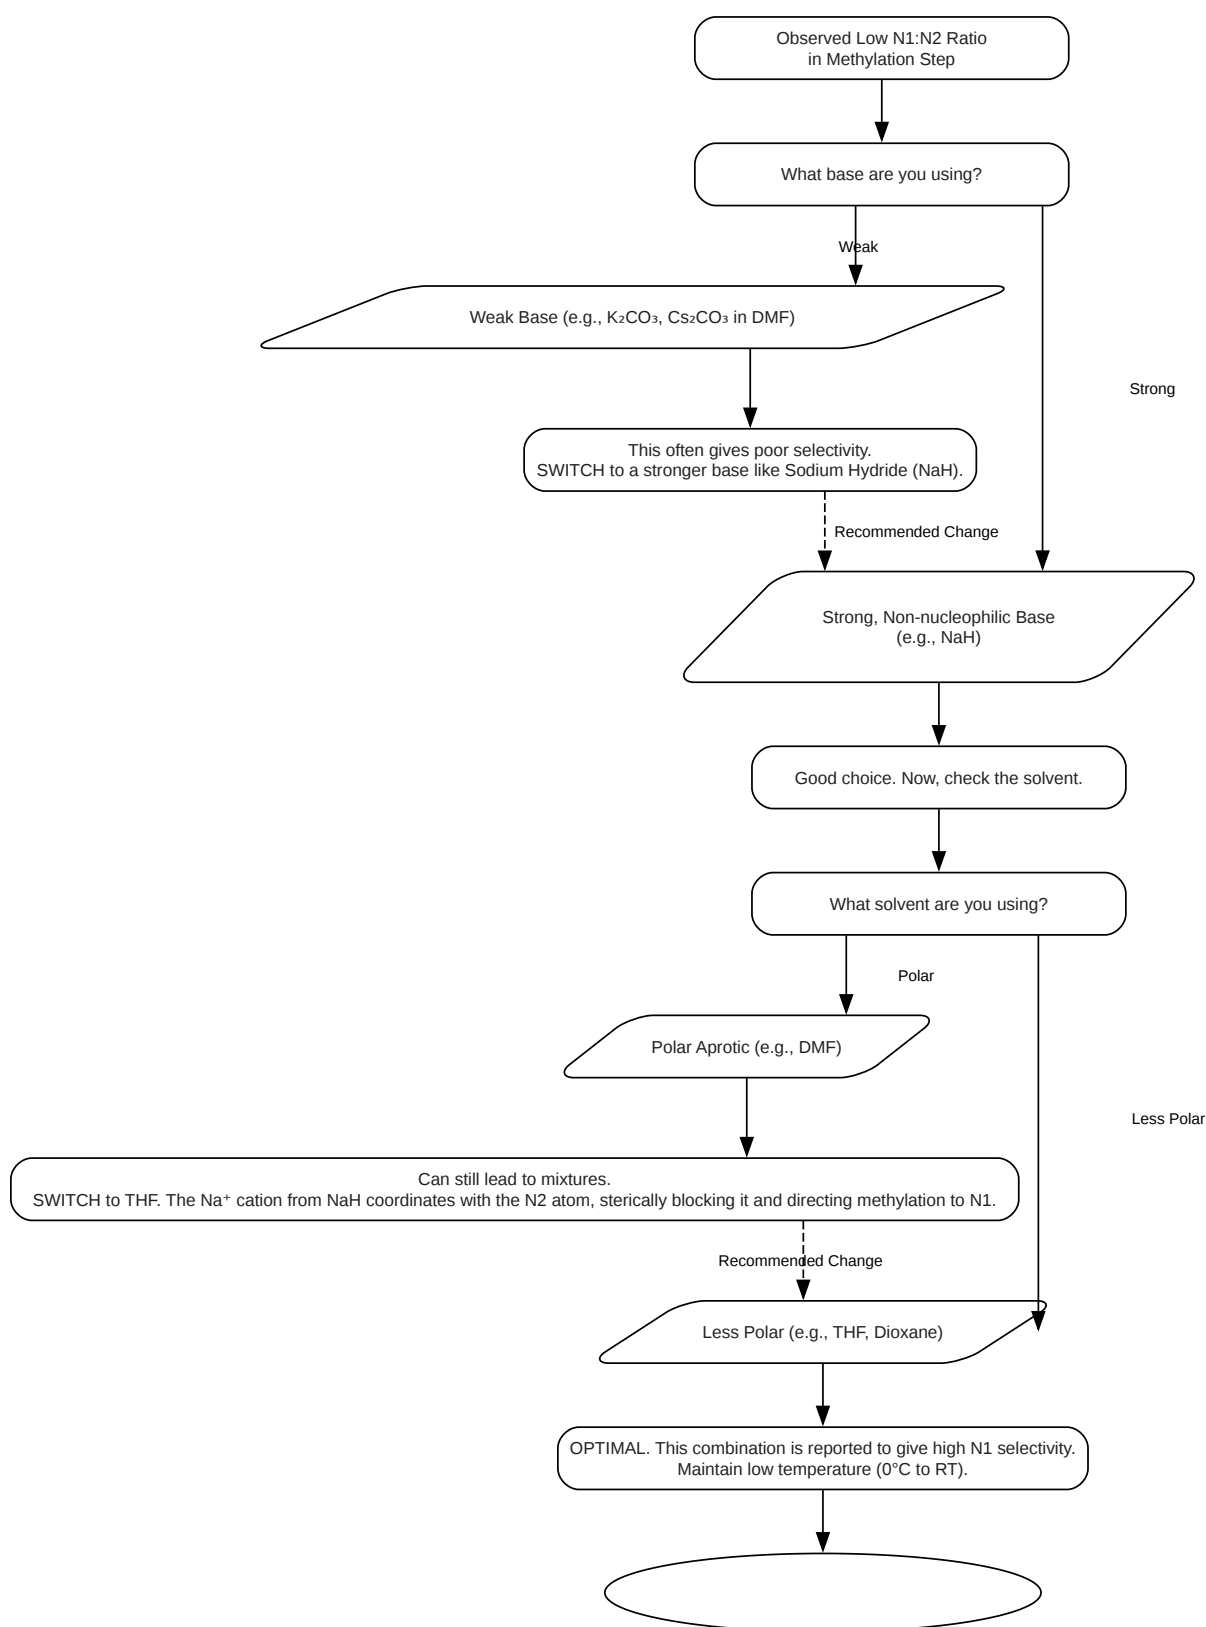 Observed Low N1:N2 Ratio
in Methylation Step
What base are you using?
Weak
Weak Base (e.g., K₂CO₃, Cs₂CO₃ in DMF)
Strong
This often gives poor selectivity.
SWITCH to a stronger base like Sodium Hydride (NaH).
Recommended Change
Strong, Non-nucleophilic Base
(e.g., NaH)
Good choice. Now, check the solvent.
What solvent are you using?
Polar
Polar Aprotic (e.g., DMF)
Less Polar
Can still lead to mixtures.
SWITCH to THF. The Na⁺ cation from NaH coordinates with the N2 atom, sterically blocking it and directing methylation to N1.
Recommended Change
Less Polar (e.g., THF, Dioxane)
OPTIMAL. This combination is reported to give high N1 selectivity.
Maintain low temperature (0°C to RT).